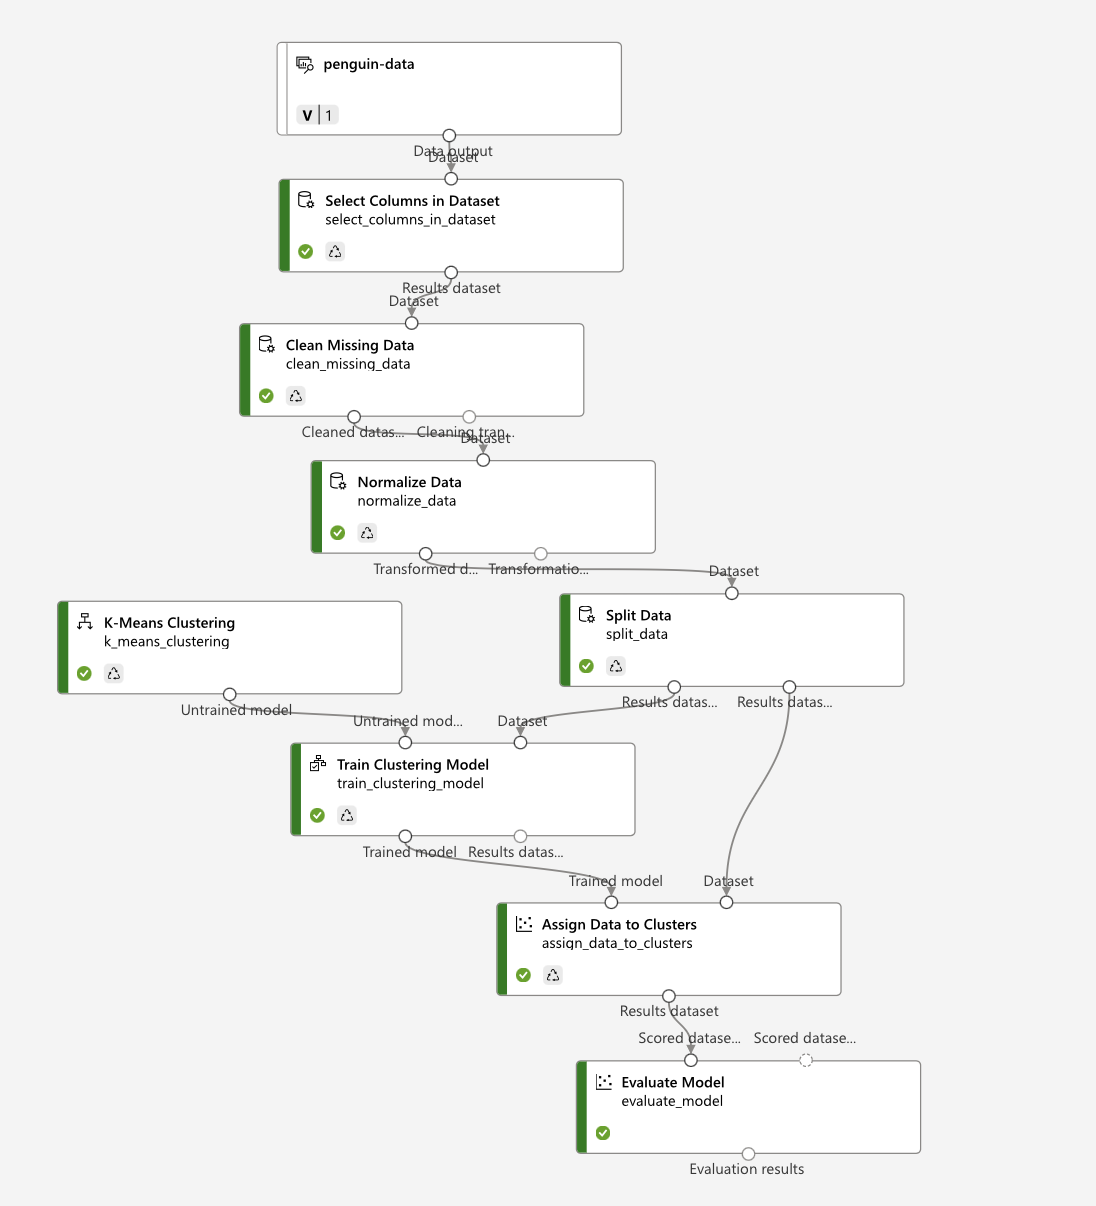 penguin-data
V 1
Data output
Dataset
Select Columns in Dataset
select_columns_in_dataset
Results dataset
Dataset
Clean Missing Data
clean_missing_data
Cleaned datas... Cleaning tran...
Dataset
Normalize Data
normalize_data
Transformed d... Transformatio...
Dataset
K-Means Clustering
k_means_clustering
Untrained model
Split Data
split_data
Results datas... Results datas...
Untrained mod... Dataset
Train Clustering Model
train_clustering_model
Trained model Results datas...
Trained model Dataset
Assign Data to Clusters
assign_data_to_clusters
Results dataset
Scored datase... Scored datase...
Evaluate Model
evaluate_model
Evaluation results